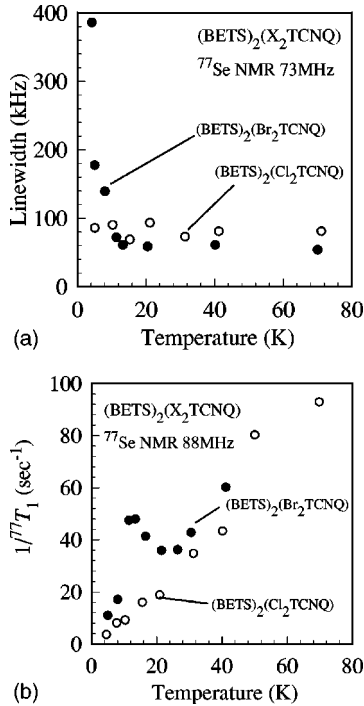 400
300
200
100
0
Linewidth (kHz)
(BETS)₂(X₂TCNQ)
⁷⁷Se NMR 73MHz
(BETS)₂(Br₂TCNQ)
(BETS)₂(Cl₂TCNQ)
0 20 40 60 80
(a) Temperature (K)
100
80
60
40
20
0
1/⁷⁷T₁ (sec⁻¹)
(BETS)₂(X₂TCNQ)
⁷⁷Se NMR 88MHz
(BETS)₂(Br₂TCNQ)
(BETS)₂(Cl₂TCNQ)
0 20 40 60 80
(b) Temperature (K)